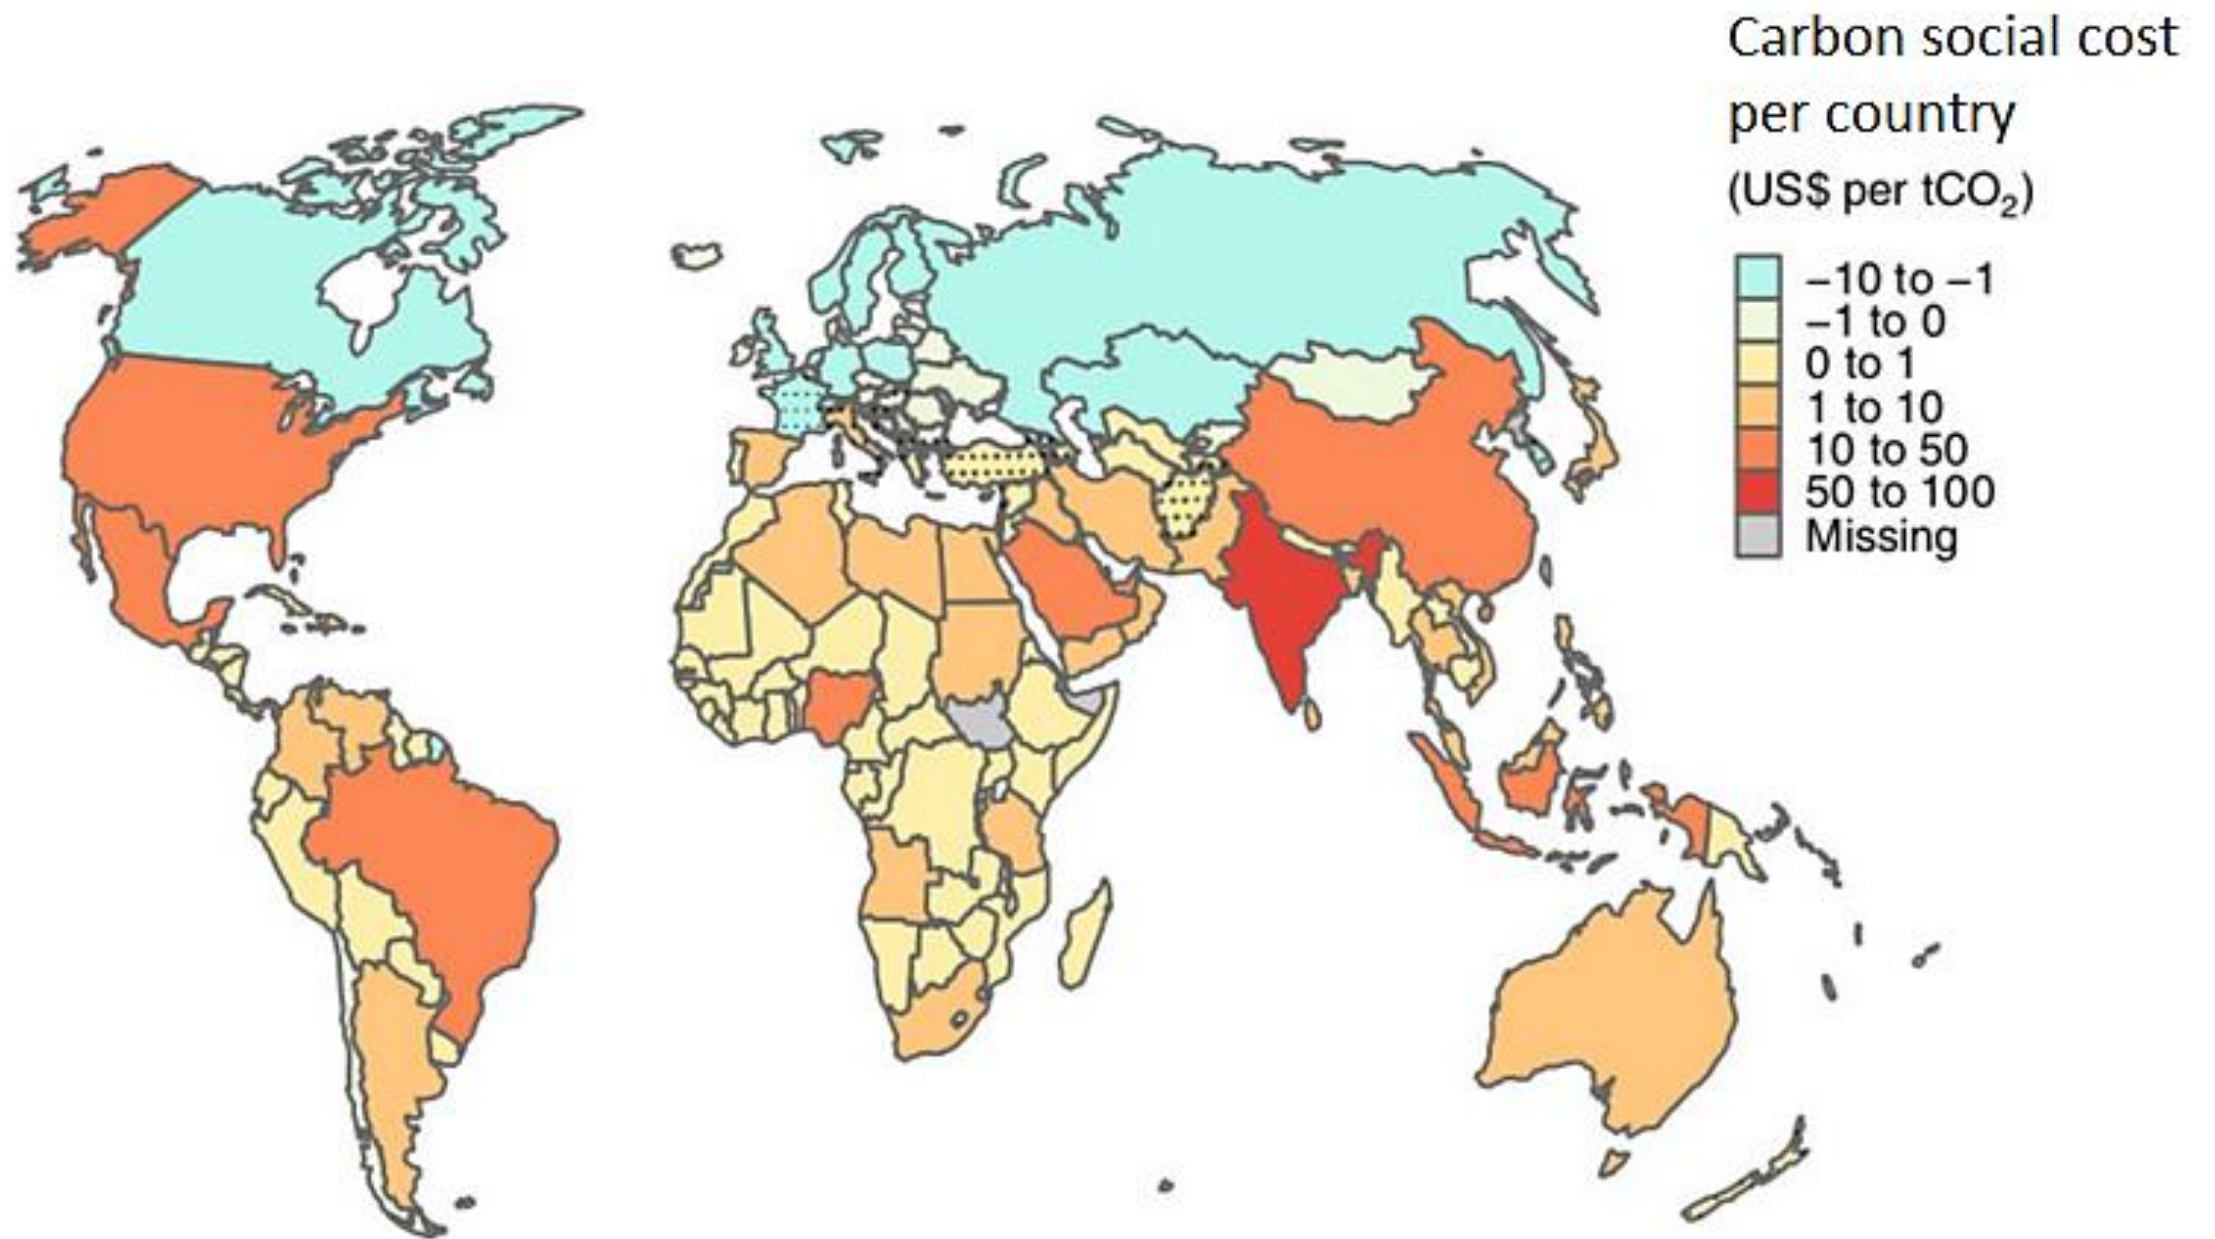 Carbon social cost
per country
(US$ per tCO₂)
−10 to −1
−1 to 0
0 to 1
1 to 10
10 to 50
50 to 100
Missing